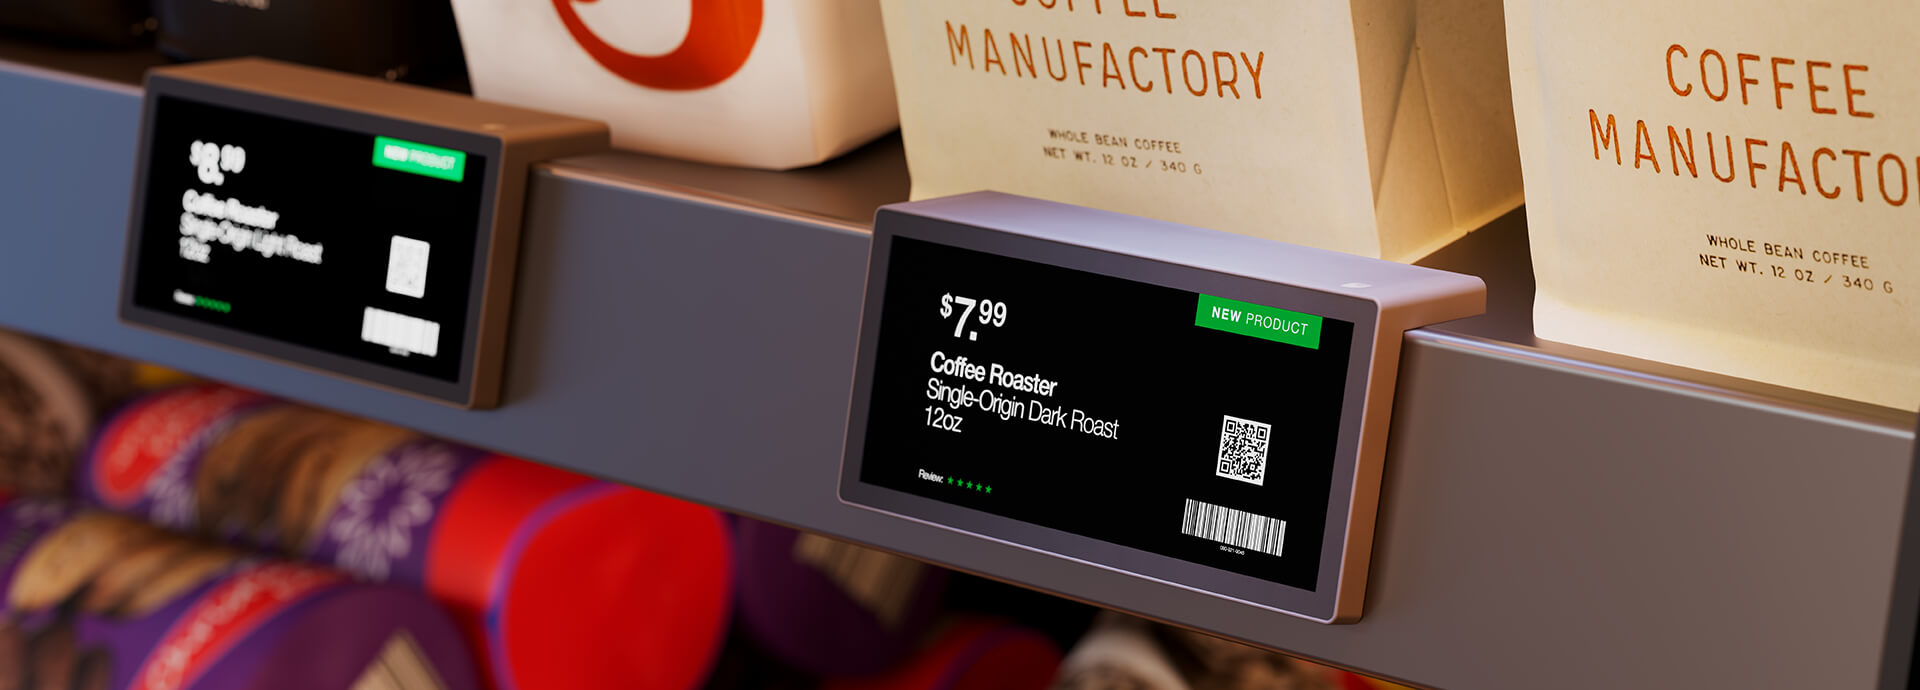 COFFEE
MANUFACTORY
WHOLE BEAN COFFEE
NET WT. 12 OZ / 340 G
COFFEE
MANUFACTO
WHOLE BEAN COFFEE
NET WT. 12 OZ / 340 G
NEW PRODUCT
Coffee Roaster
Single-Origin Light Roast
12oz
$7.99
NEW PRODUCT
Coffee Roaster
Single-Origin Dark Roast
12oz
Review: ★★★★★